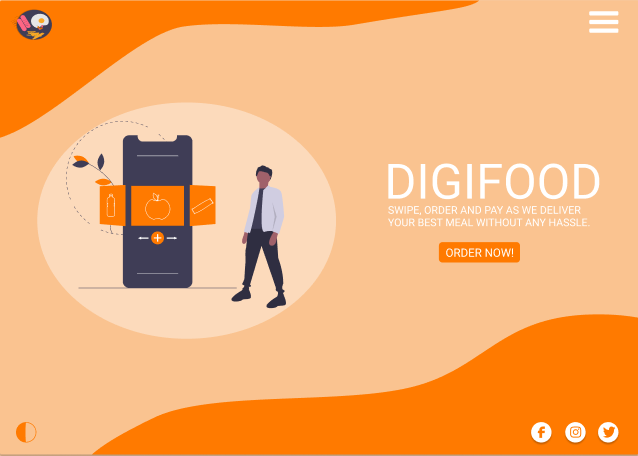 DIGIFOOD
SWIPE, ORDER AND PAY AS WE DELIVER
YOUR BEST MEAL WITHOUT ANY HASSLE.
ORDER NOW!